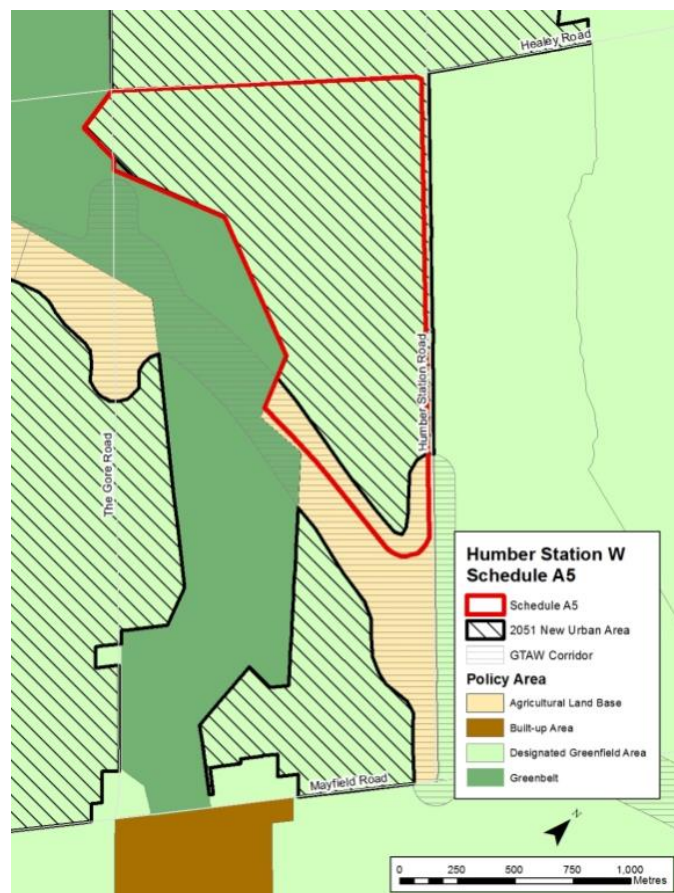 Healey Road
Humber Station Road
The Gore Road
Mayfield Road
Humber Station W
Schedule A5
Schedule A5
2051 New Urban Area
GTAW Corridor
Policy Area
Agricultural Land Base
Built-up Area
Designated Greenfield Area
Greenbelt
N
0 250 500 750 1,000
Metres